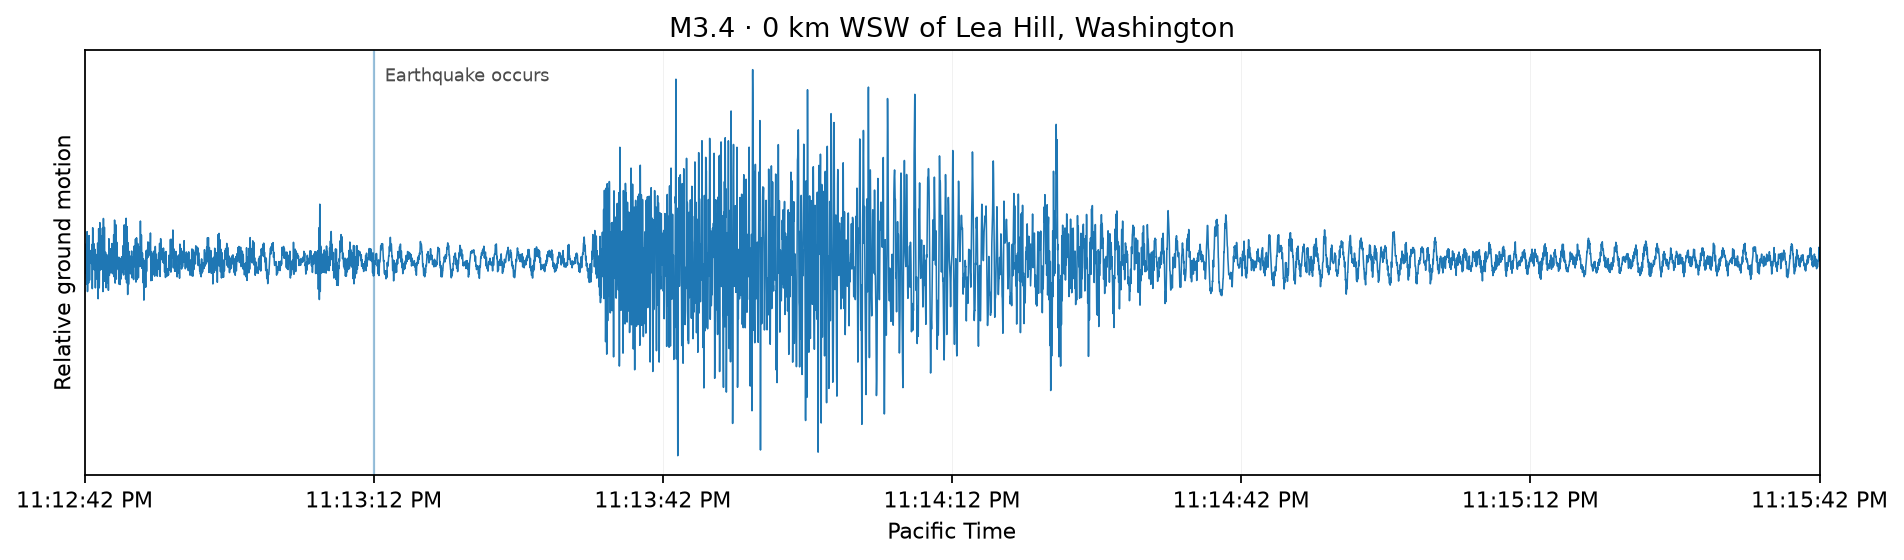 M3.4 · 0 km WSW of Lea Hill, Washington
Earthquake occurs
Relative ground motion
11:12:42 PM 11:13:12 PM 11:13:42 PM 11:14:12 PM 11:14:42 PM 11:15:12 PM 11:15:42 PM
Pacific Time